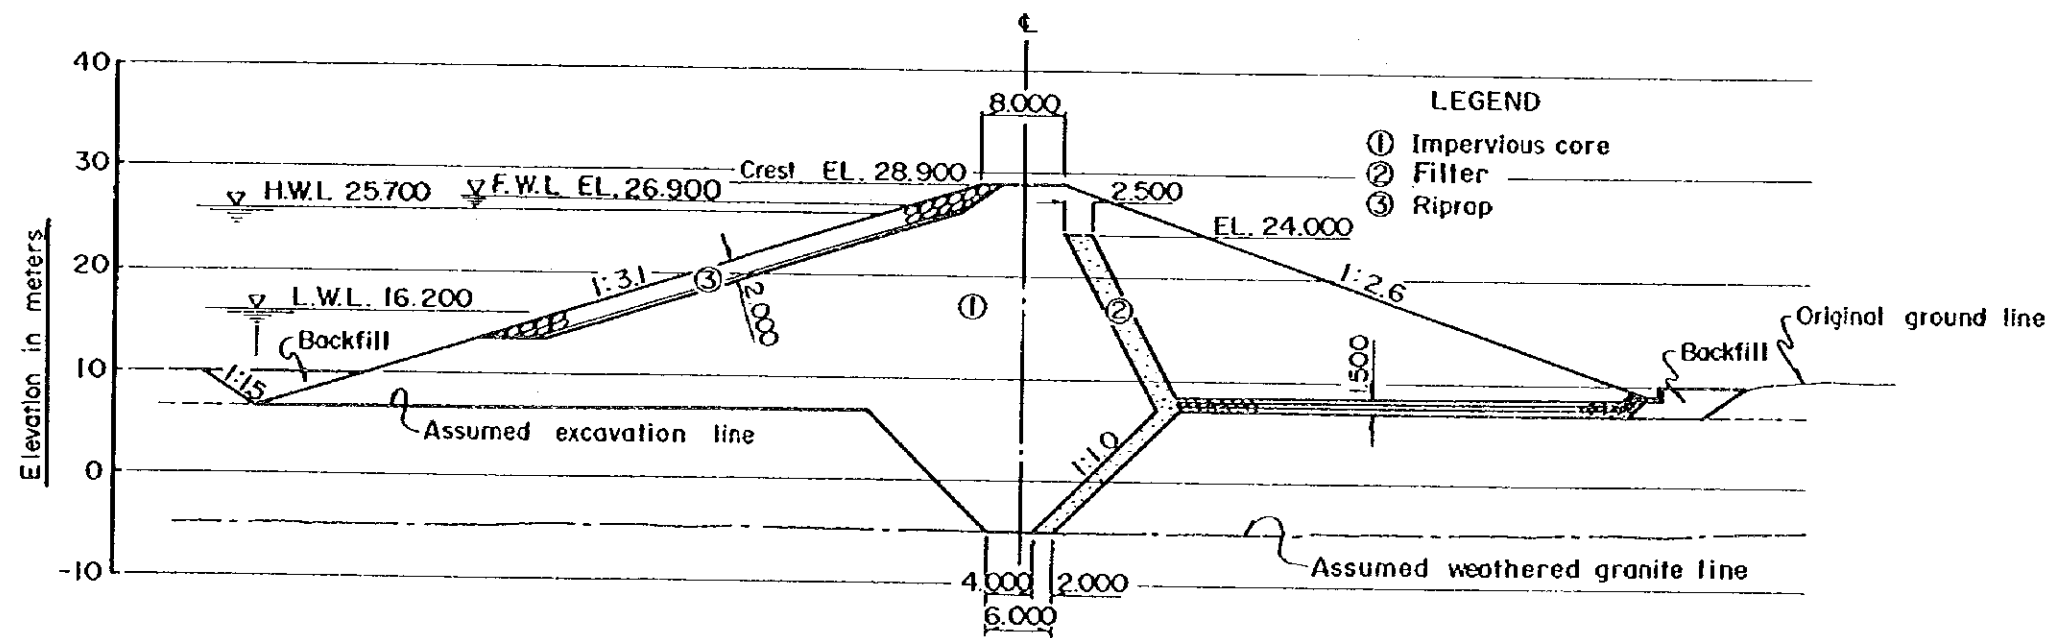 ℄
40
8.000
LEGEND
① Impervious core
② Filter
③ Riprap
30
Crest EL. 28.900
H.W.L 25.700
F.W.L EL. 26.900
2.500
EL. 24.000
Elevation in meters
20
1:3.1
③
1:2.6
L.W.L. 16.200
2.000
①
②
Original ground line
Backfill
Backfill
1.500
10
1:1.5
Assumed excavation line
1:1.0
0
-10
Assumed weathered granite line
4.000
2.000
6.000